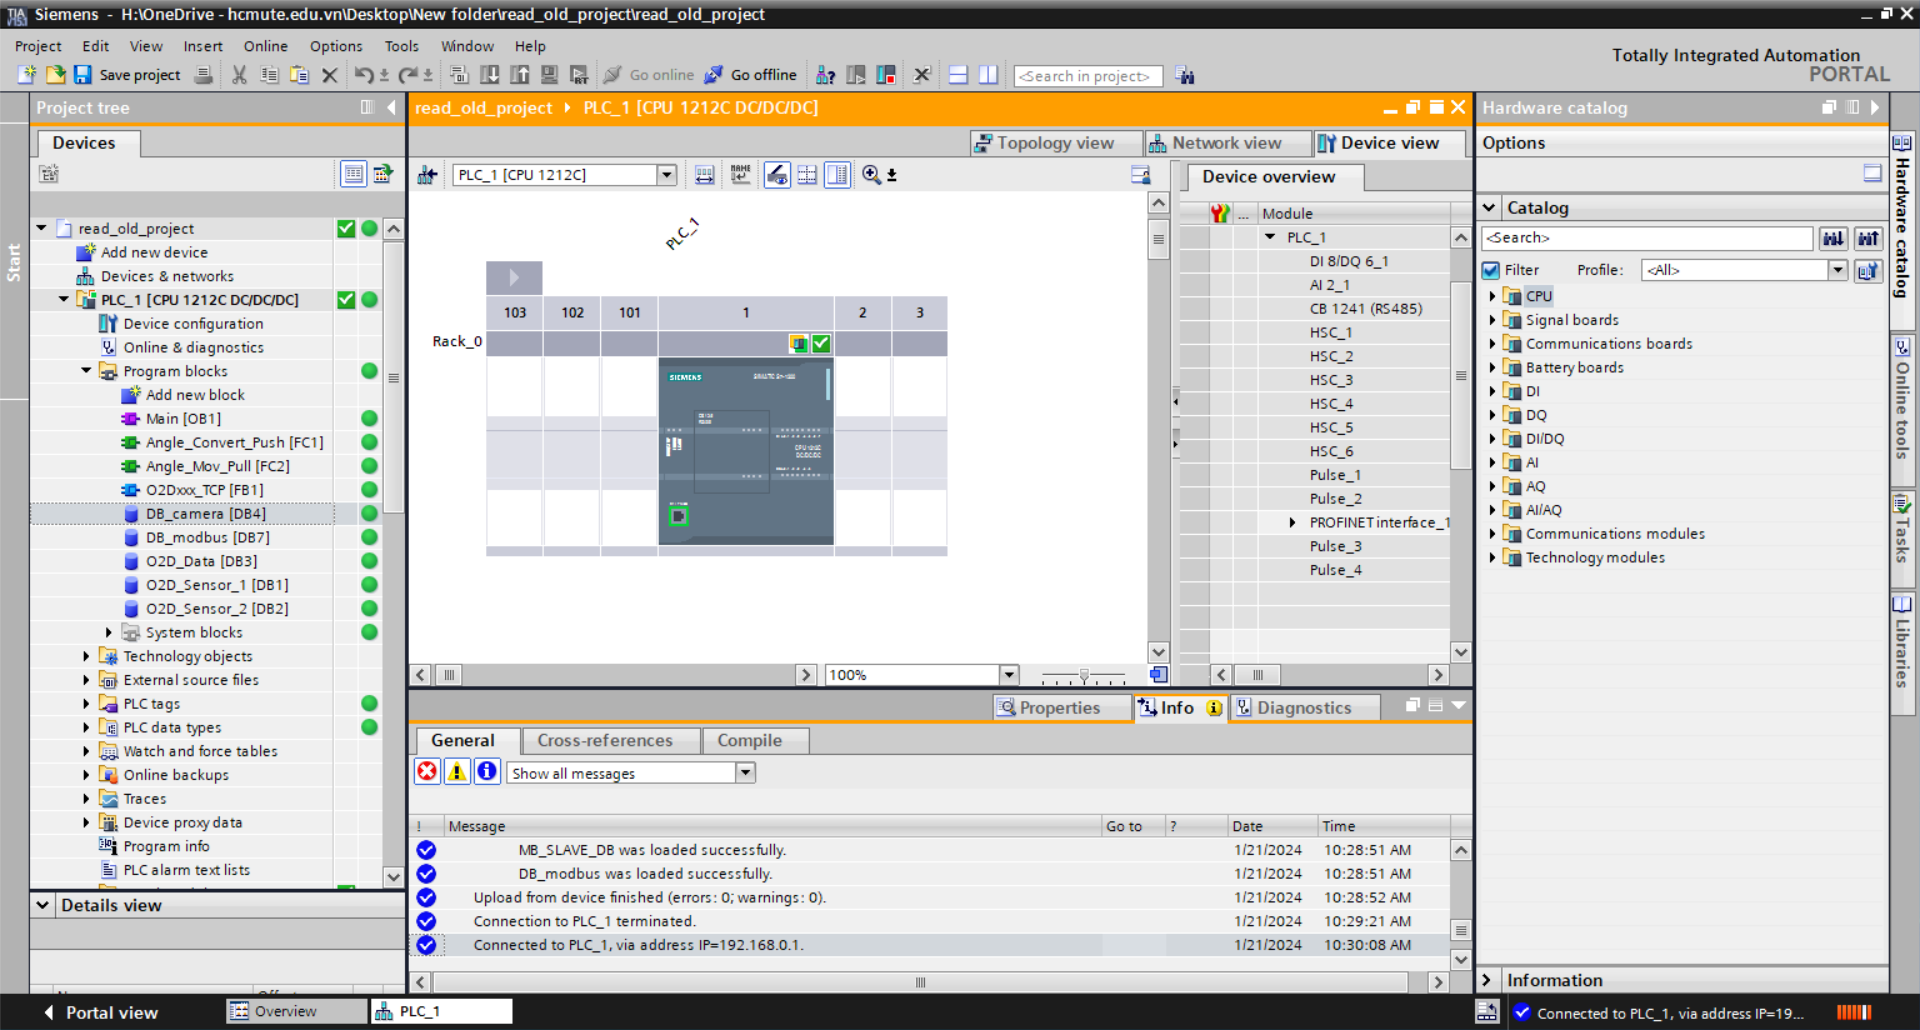 Siemens - H:\OneDrive - hcmute.edu.vn\Desktop\New folder\read_old_project\read_old_project
Project Edit View Insert Online Options Tools Window Help
Totally Integrated Automation
PORTAL
Save project
Go online
Go offline
<Search in project>
Project tree
read_old_project PLC_1 [CPU 1212C DC/DC/DC]
Hardware catalog
Devices
Topology view
Network view
Device view
Options
PLC_1 [CPU 1212C]
Device overview
Start
read_old_project
Add new device
Devices & networks
PLC_1 [CPU 1212C DC/DC/DC]
Device configuration
Online & diagnostics
Program blocks
Add new block
Main [OB1]
Angle_Convert_Push [FC1]
Angle_Mov_Pull [FC2]
O2Dxxx_TCP [FB1]
DB_camera [DB4]
DB_modbus [DB7]
O2D_Data [DB3]
O2D_Sensor_1 [DB1]
O2D_Sensor_2 [DB2]
System blocks
Technology objects
External source files
PLC tags
PLC data types
Watch and force tables
Online backups
Traces
Device proxy data
Program info
PLC alarm text lists
Details view
PLC_1
103 102 101 1 2 3
Rack_0
SIEMENS
100%
... Module
PLC_1
DI 8/DQ 6_1
AI 2_1
CB 1241 (RS485)
HSC_1
HSC_2
HSC_3
HSC_4
HSC_5
HSC_6
Pulse_1
Pulse_2
PROFINET interface_1
Pulse_3
Pulse_4
Properties
Info
Diagnostics
General
Cross-references
Compile
Show all messages
! Message Go to ? Date Time
MB_SLAVE_DB was loaded successfully. 1/21/2024 10:28:51 AM
DB_modbus was loaded successfully. 1/21/2024 10:28:51 AM
Upload from device finished (errors: 0; warnings: 0). 1/21/2024 10:28:52 AM
Connection to PLC_1 terminated. 1/21/2024 10:29:21 AM
Connected to PLC_1, via address IP=192.168.0.1. 1/21/2024 10:30:08 AM
Catalog
<Search>
Filter Profile: <All>
CPU
Signal boards
Communications boards
Battery boards
DI
DQ
DI/DQ
AI
AQ
AI/AQ
Communications modules
Technology modules
Information
Hardware catalog
Online tools
Tasks
Libraries
Portal view
Overview
PLC_1
Connected to PLC_1, via address IP=19...